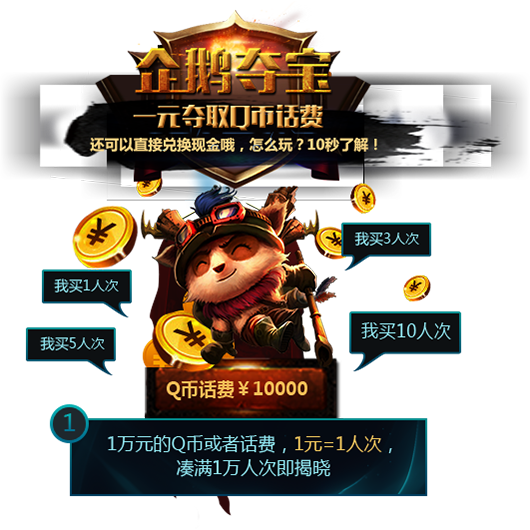 企鹅夺宝
一元夺取Q币话费
还可以直接兑换现金哦，怎么玩？10秒了解！
我买3人次
我买1人次
我买10人次
我买5人次
Q币话费￥10000
1
1万元的Q币或者话费，1元=1人次，
凑满1万人次即揭晓